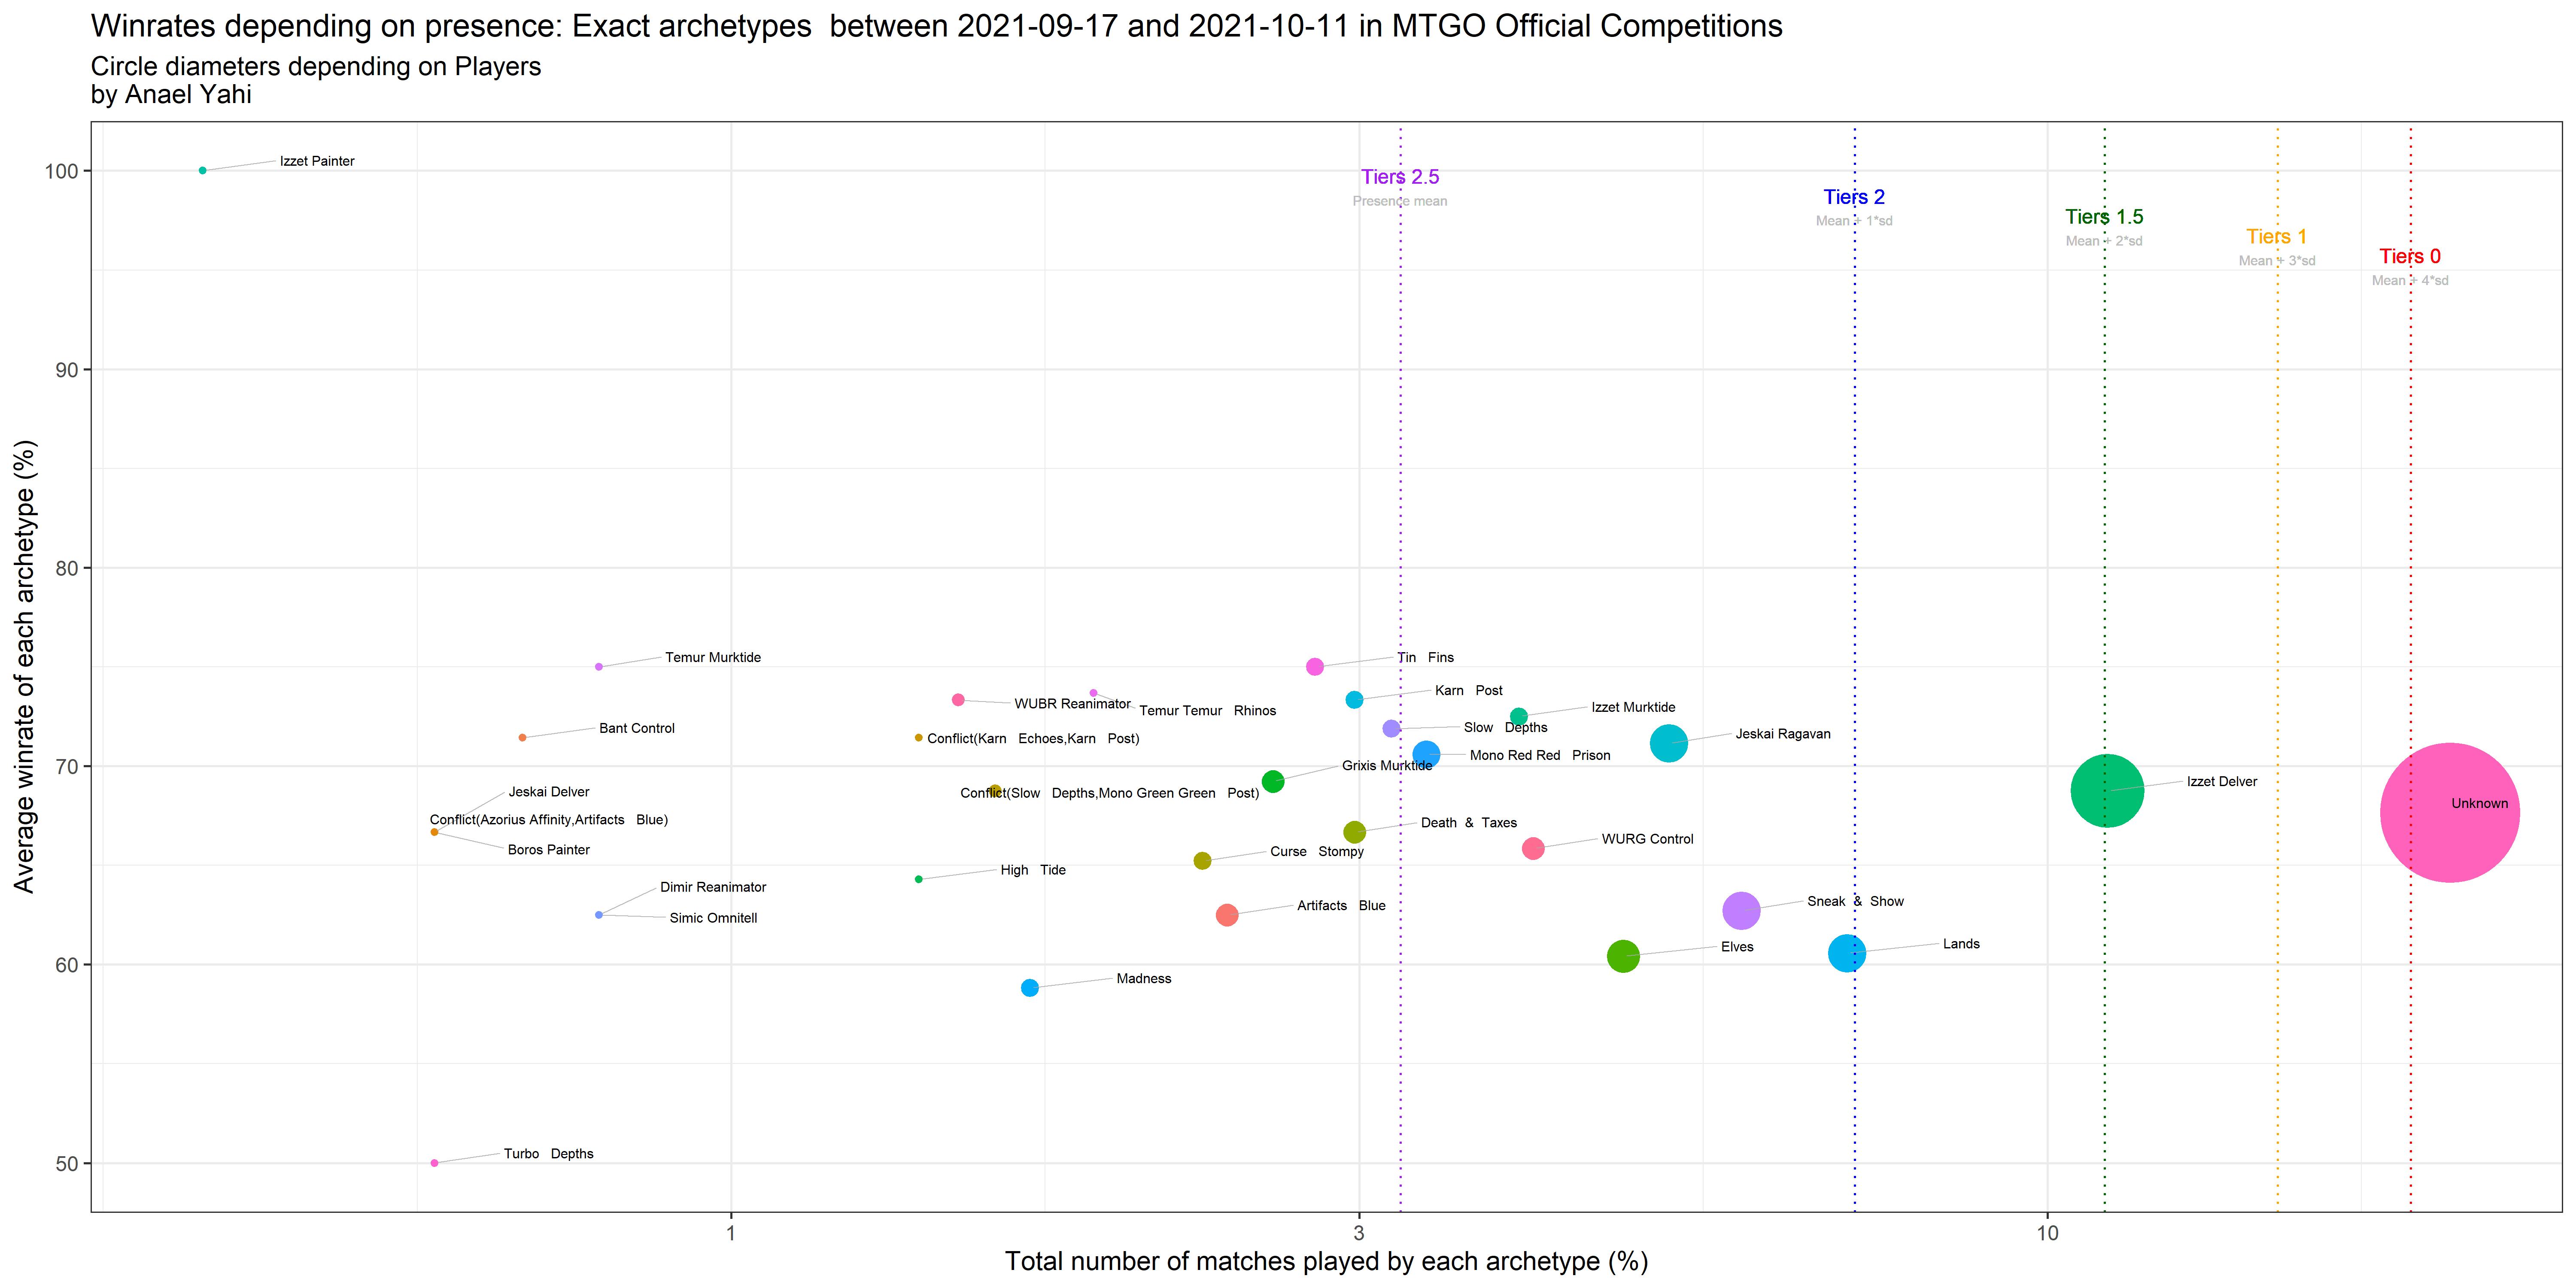 Winrates depending on presence: Exact archetypes  between 2021-09-17 and 2021-10-11 in MTGO Official Competitions
Circle diameters depending on Players
by Anael Yahi
Average winrate of each archetype (%)
100
90
80
70
60
50
Izzet Painter
Tiers 2.5
Presence mean
Tiers 2
Mean + 1*sd
Tiers 1.5
Mean + 2*sd
Tiers 1
Mean + 3*sd
Tiers 0
Mean + 4*sd
Temur Murktide
Tin   Fins
Karn   Post
WUBR Reanimator
Temur Temur   Rhinos
Izzet Murktide
Bant Control
Slow   Depths
Jeskai Ragavan
Conflict(Karn   Echoes,Karn   Post)
Mono Red Red   Prison
Grixis Murktide
Izzet Delver
Jeskai Delver
Conflict(Slow   Depths,Mono Green Green   Post)
Unknown
Conflict(Azorius Affinity,Artifacts   Blue)
Death  &  Taxes
WURG Control
Boros Painter
Curse   Stompy
High   Tide
Dimir Reanimator
Sneak  &  Show
Artifacts   Blue
Simic Omnitell
Lands
Elves
Madness
Turbo   Depths
1
3
10
Total number of matches played by each archetype (%)